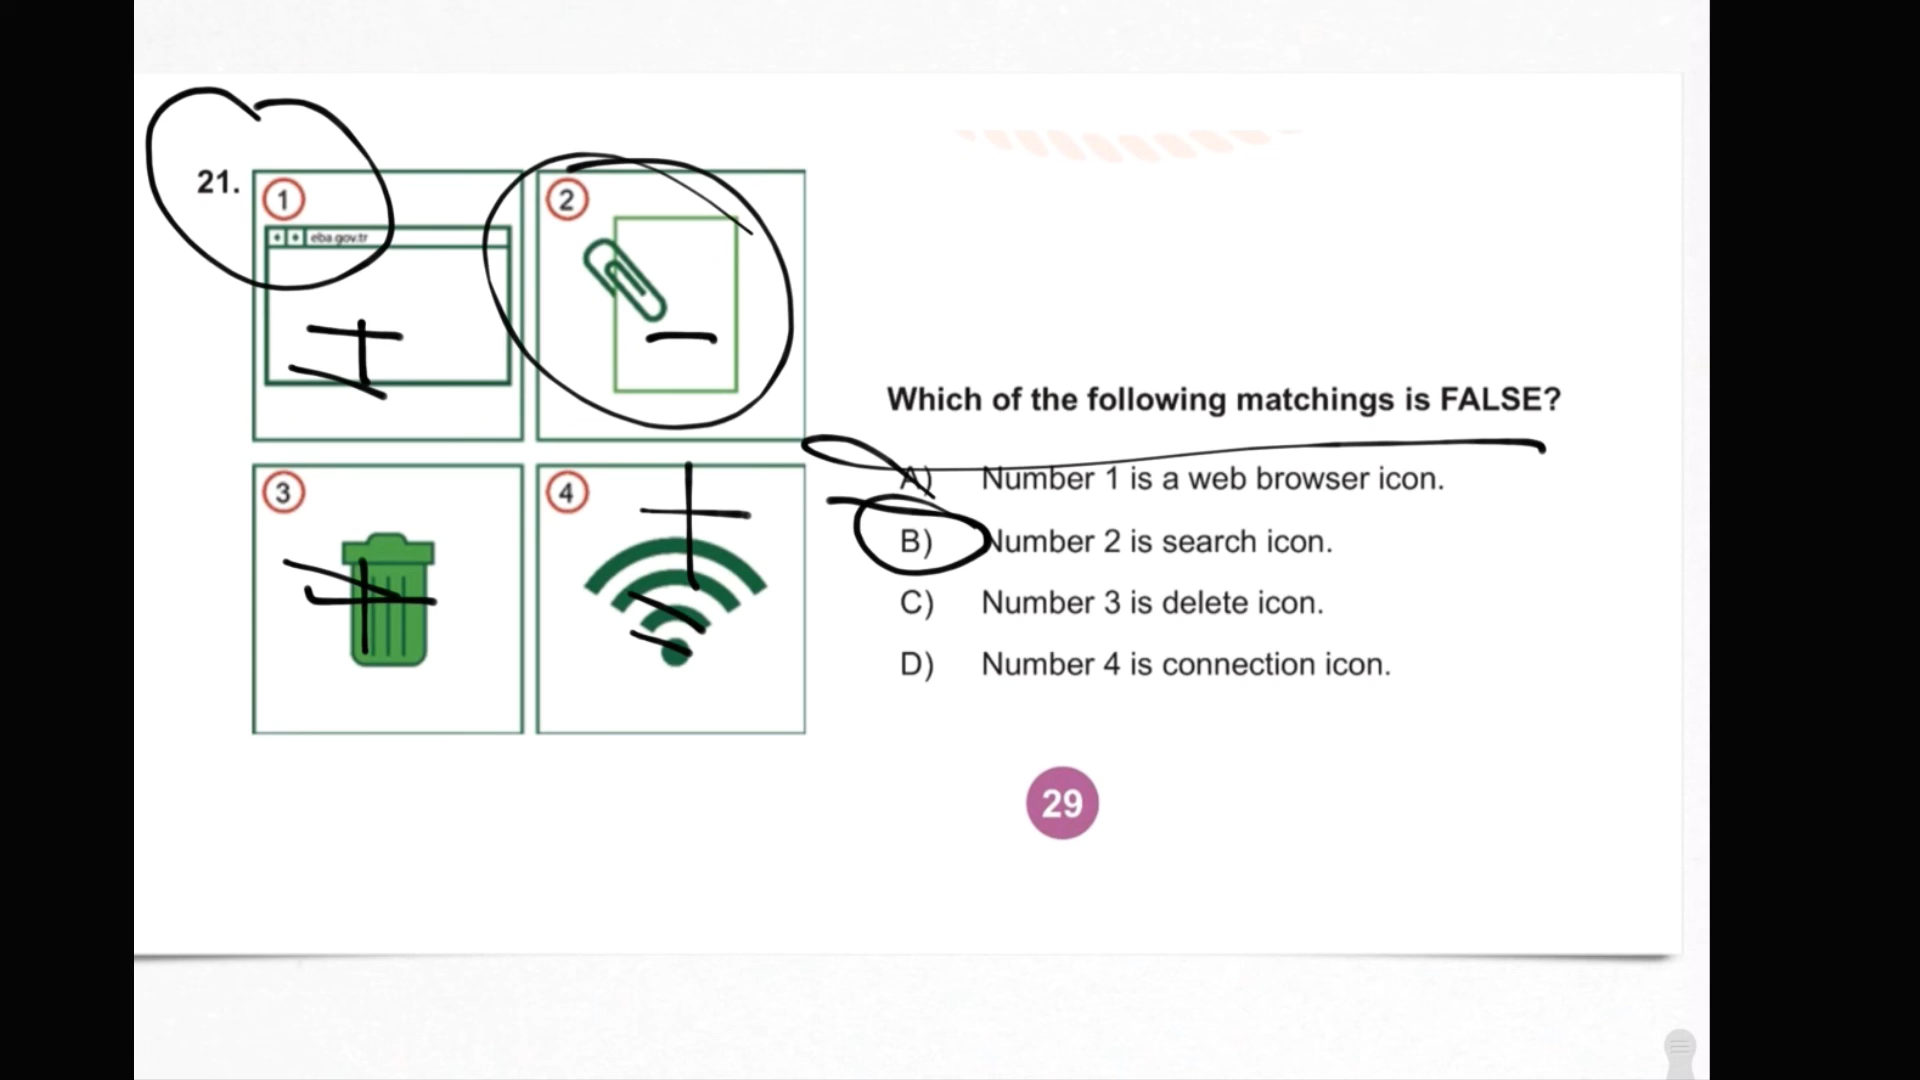 21.
1
eba.gov.tr
2
3
4
Which of the following matchings is FALSE?
A) Number 1 is a web browser icon.
B) Number 2 is search icon.
C) Number 3 is delete icon.
D) Number 4 is connection icon.
29